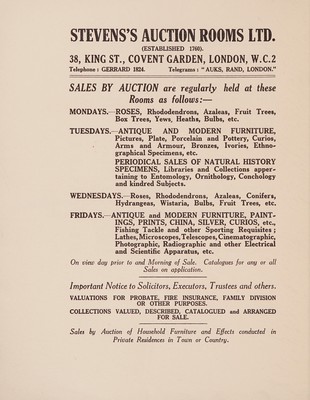 STEVENS'S AUCTION ROOMS LTD.
(ESTABLISHED 1760).
38, KING ST., COVENT GARDEN, LONDON, W.C.2
Telephone : GERRARD 1824. Telegrams : "AUKS, RAND, LONDON."
SALES BY AUCTION are regularly held at these
Rooms as follows:—
MONDAYS.—ROSES, Rhododendrons, Azaleas, Fruit Trees,
Box Trees, Yews, Heaths, Bulbs, etc.
TUESDAYS.—ANTIQUE AND MODERN FURNITURE,
Pictures, Plate, Porcelain and Pottery, Curios,
Arms and Armour, Bronzes, Ivories, Ethno-
graphical Specimens, etc.
PERIODICAL SALES OF NATURAL HISTORY
SPECIMENS, Libraries and Collections apper-
taining to Entomology, Ornithology, Conchology
and kindred Subjects.
WEDNESDAYS.—Roses, Rhododendrons, Azaleas, Conifers,
Hydrangeas, Wistaria, Bulbs, Fruit Trees, etc.
FRIDAYS.—ANTIQUE and MODERN FURNITURE, PAINT-
INGS, PRINTS, CHINA, SILVER, CURIOS, etc.,
Fishing Tackle and other Sporting Requisites;
Lathes, Microscopes, Telescopes, Cinematographic,
Photographic, Radiographic and other Electrical
and Scientific Apparatus, etc.
On view day prior to and Morning of Sale. Catalogues for any or all
Sales on application.
Important Notice to Solicitors, Executors, Trustees and others.
VALUATIONS FOR PROBATE, FIRE INSURANCE, FAMILY DIVISION
OR OTHER PURPOSES.
COLLECTIONS VALUED, DESCRIBED, CATALOGUED and ARRANGED
FOR SALE.
Sales by Auction of Household Furniture and Effects conducted in
Private Residences in Town or Country.